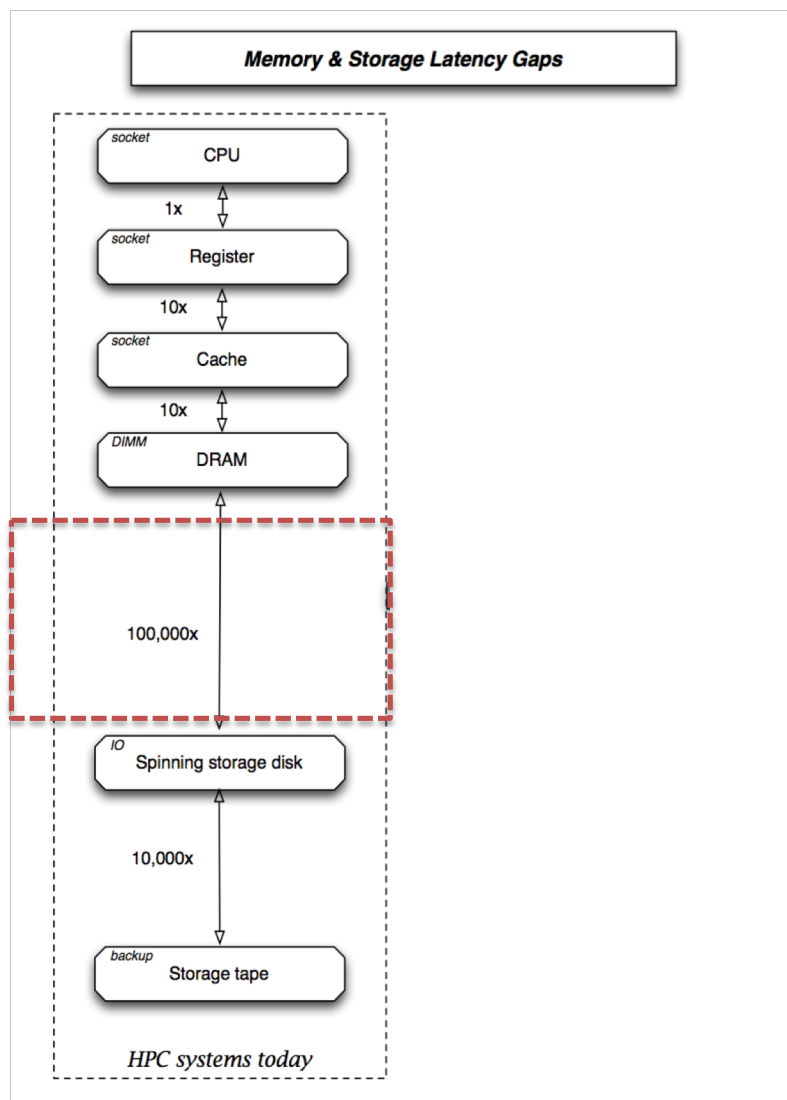 Memory & Storage Latency Gaps
socket
CPU
1x
socket
Register
10x
socket
Cache
10x
DIMM
DRAM
100,000x
IO
Spinning storage disk
10,000x
backup
Storage tape
HPC systems today